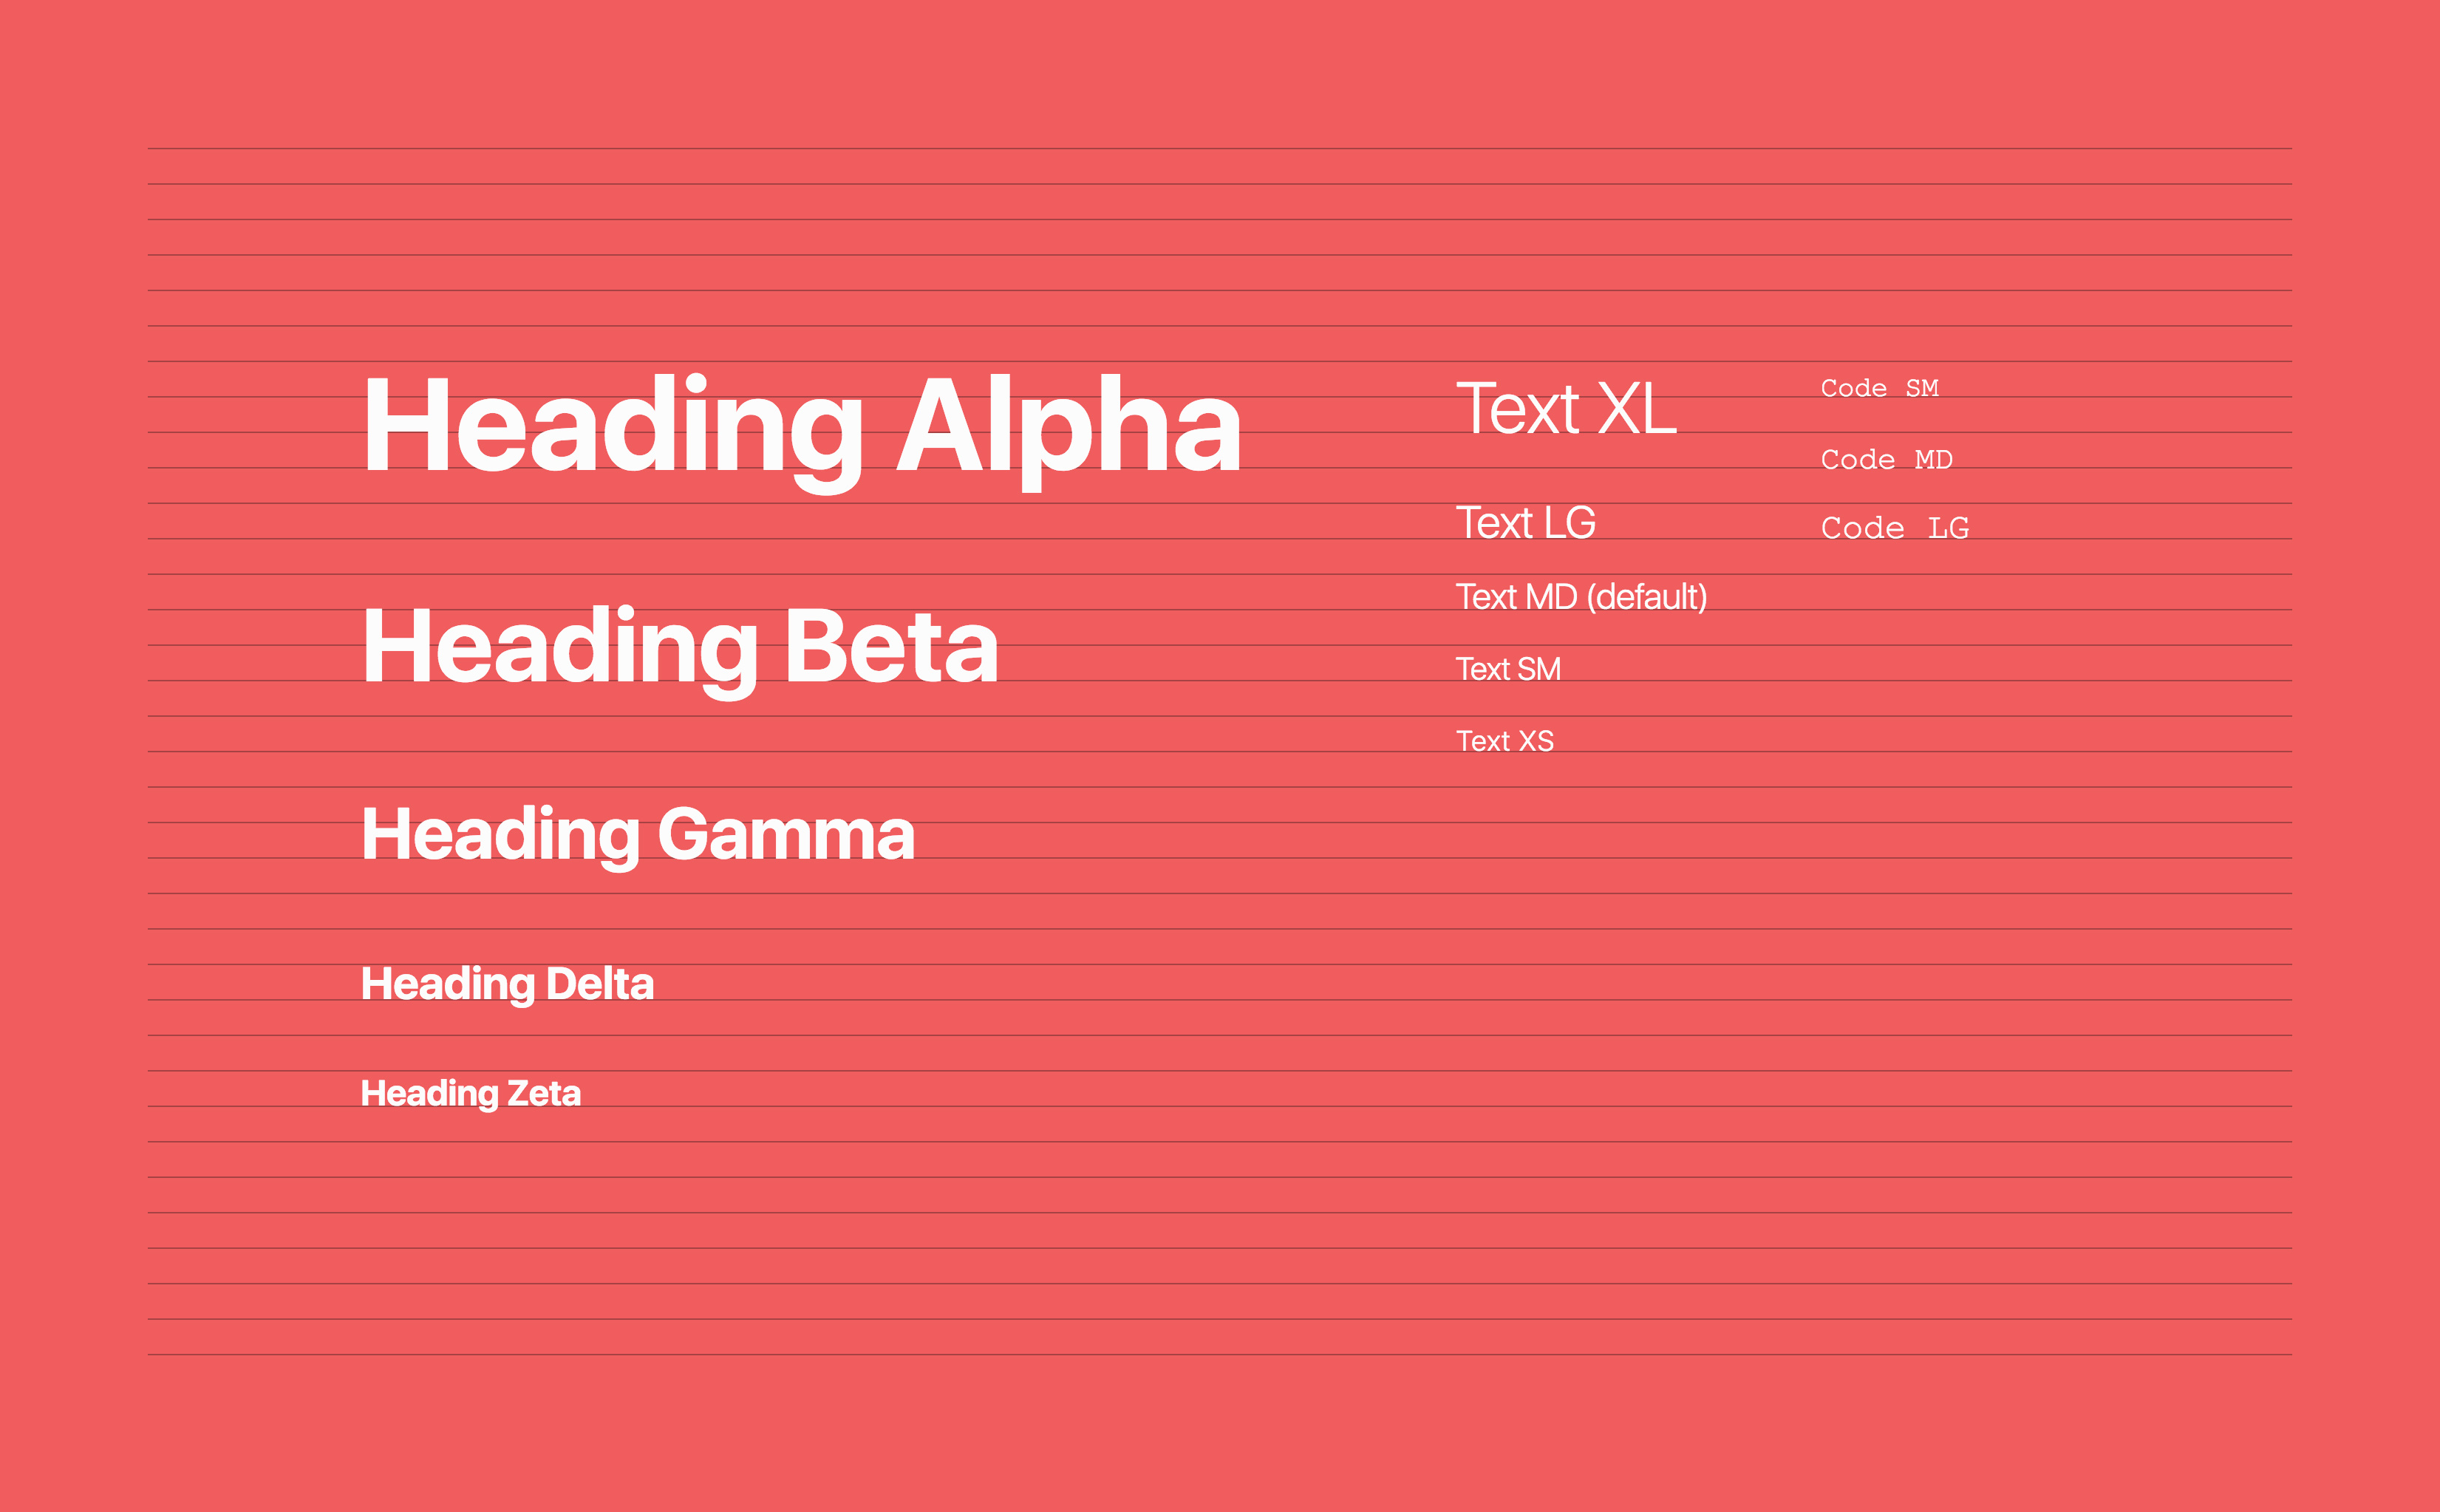 Heading Alpha
Heading Beta
Heading Gamma
Heading Delta
Heading Zeta
Text XL
Text LG
Text MD (default)
Text SM
Text XS
Code SM
Code MD
Code LG